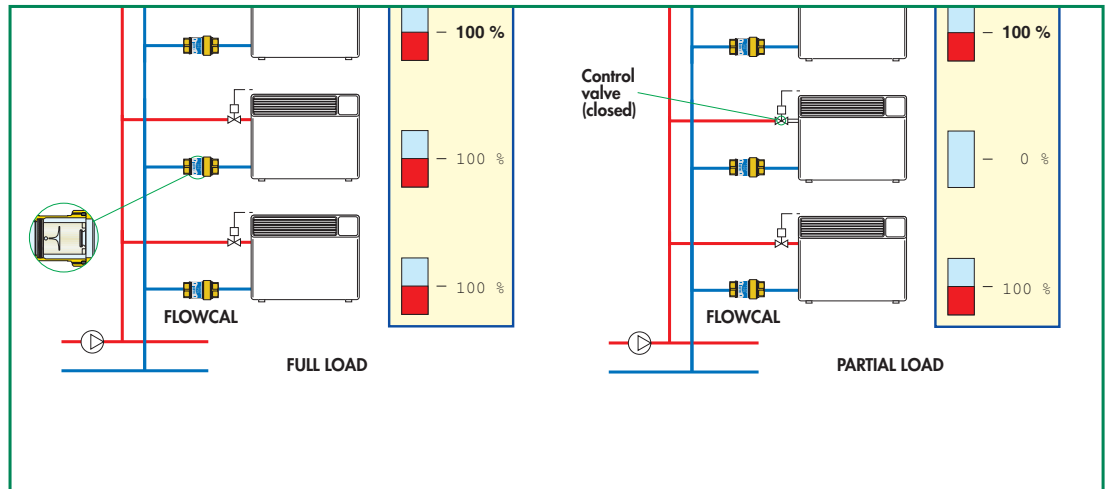 100 %
100 %
100 %
FLOWCAL
FULL LOAD
100 %
Control
valve
(closed)
0 %
100 %
FLOWCAL
PARTIAL LOAD